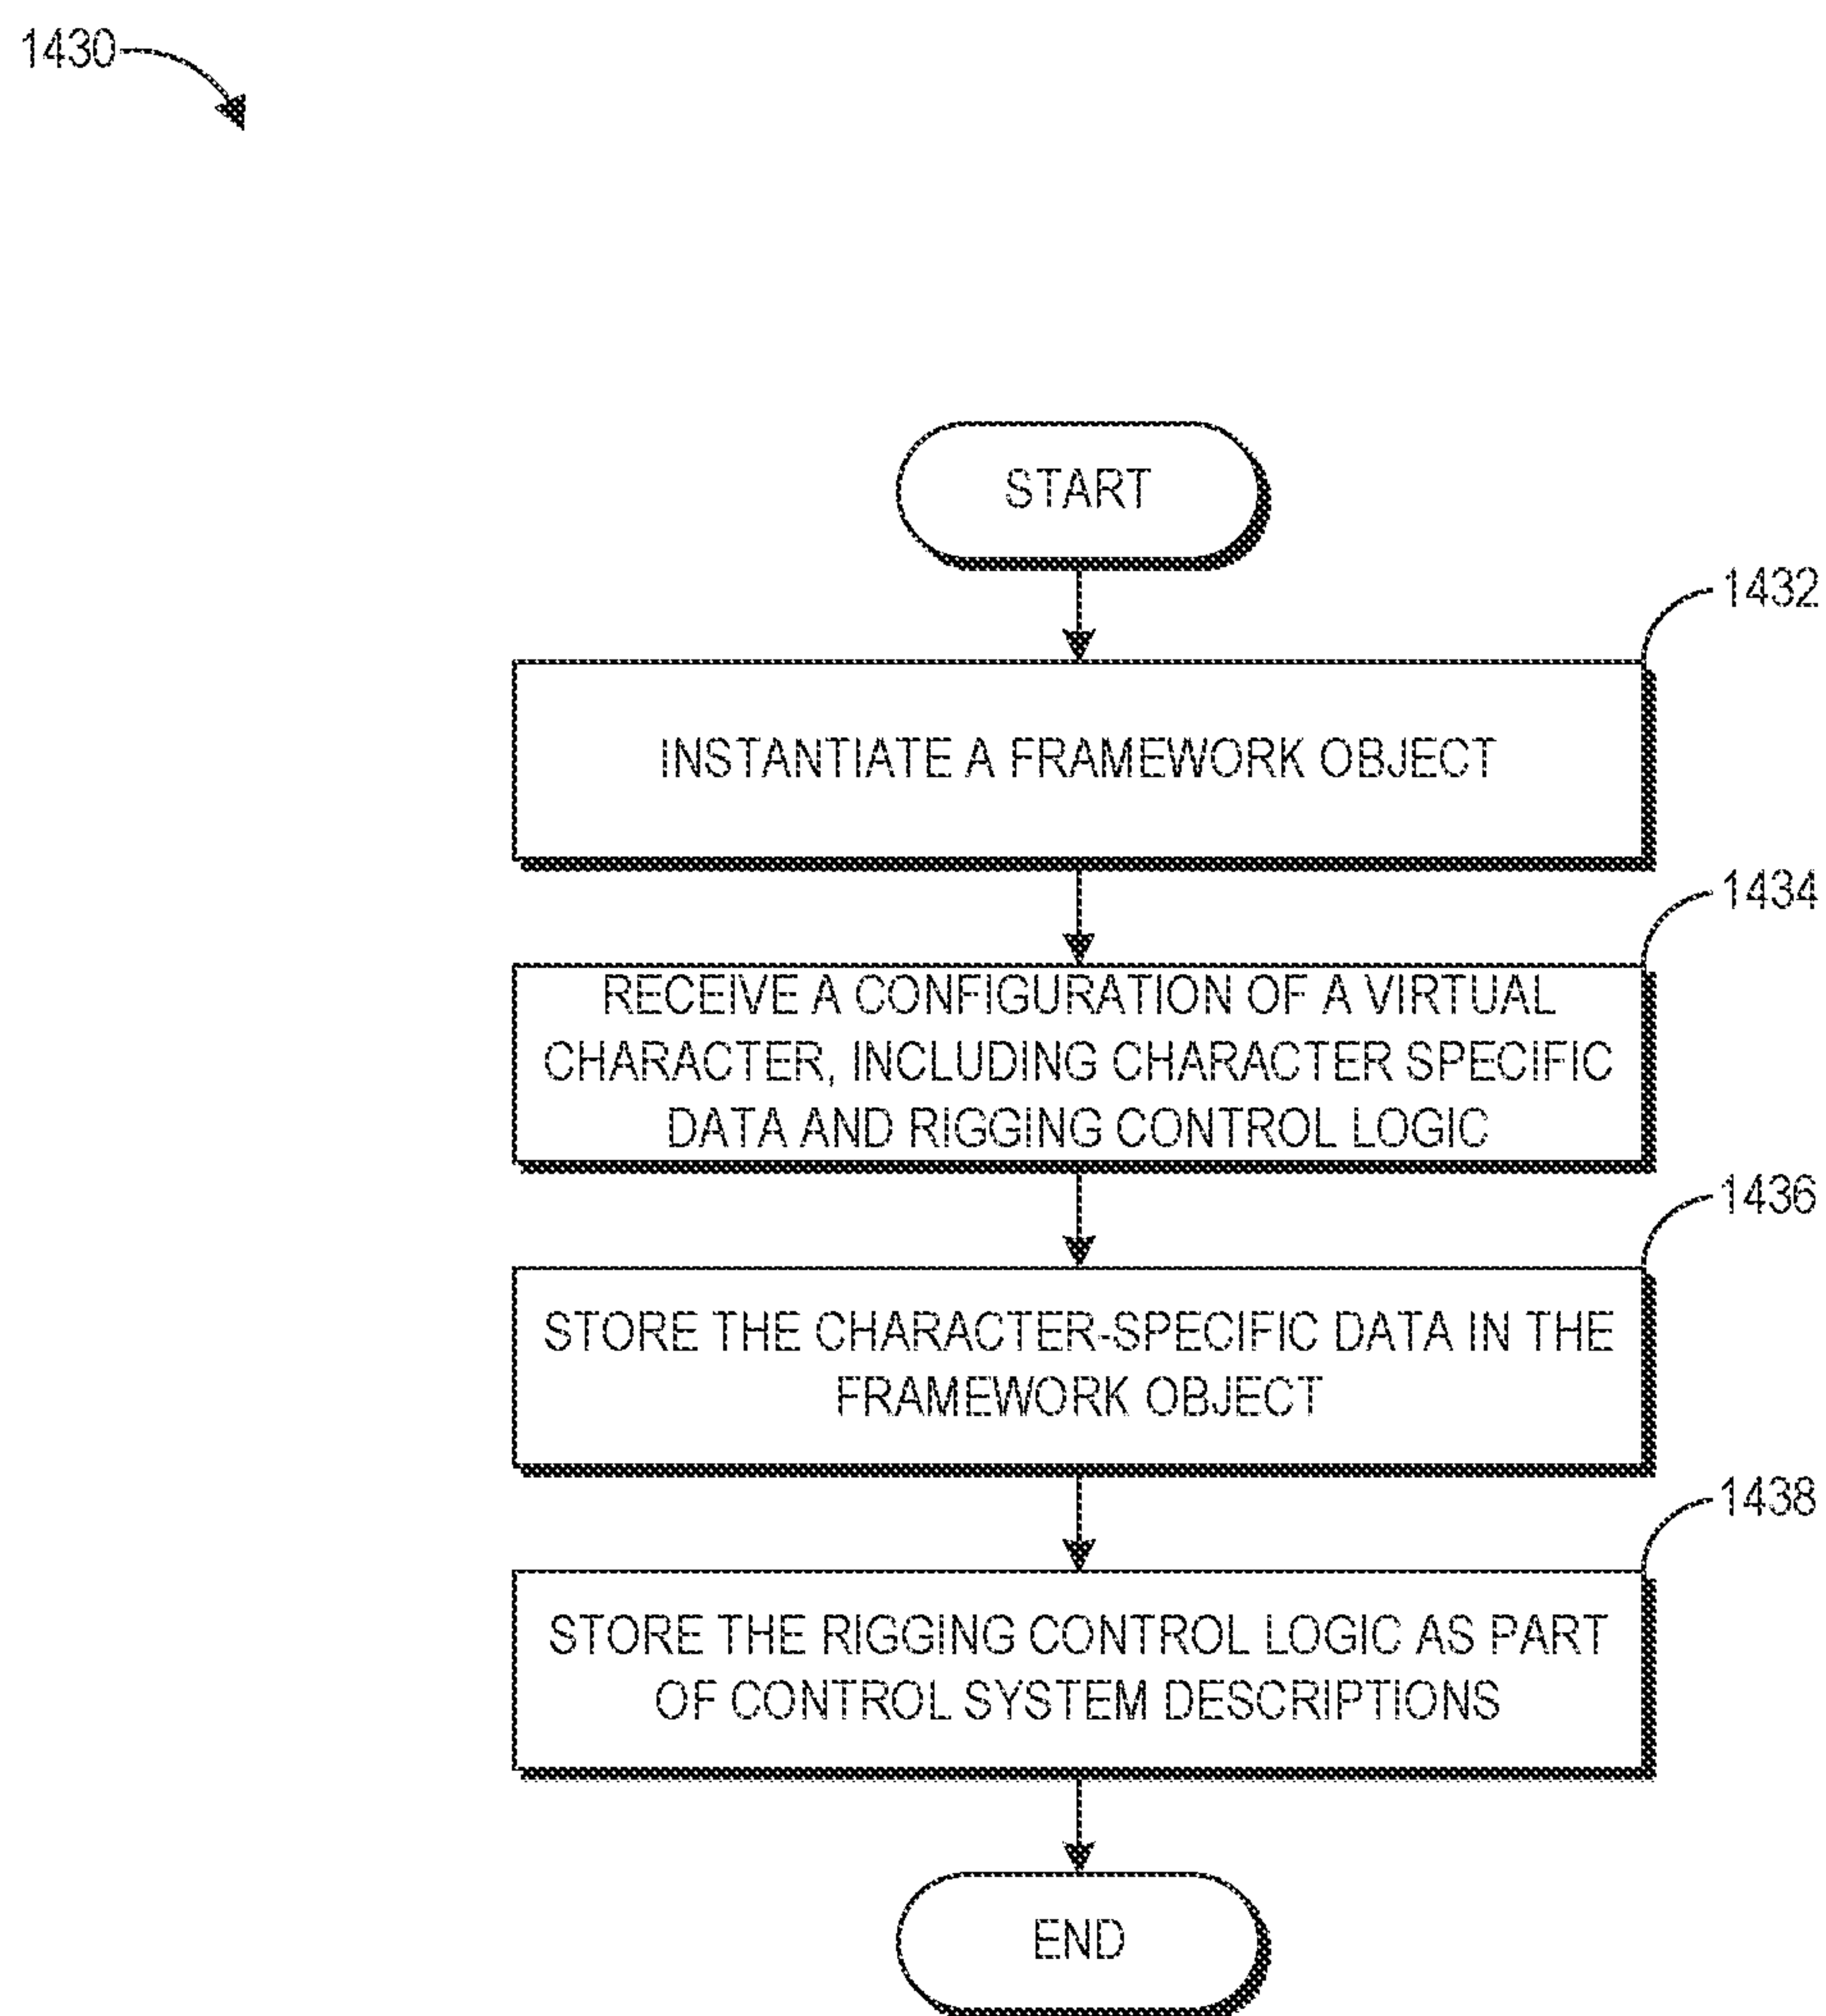 1430
START
1432
INSTANTIATE A FRAMEWORK OBJECT
1434
RECEIVE A CONFIGURATION OF A VIRTUAL
CHARACTER, INCLUDING CHARACTER SPECIFIC
DATA AND RIGGING CONTROL LOGIC
1436
STORE THE CHARACTER-SPECIFIC DATA IN THE
FRAMEWORK OBJECT
1438
STORE THE RIGGING CONTROL LOGIC AS PART
OF CONTROL SYSTEM DESCRIPTIONS
END